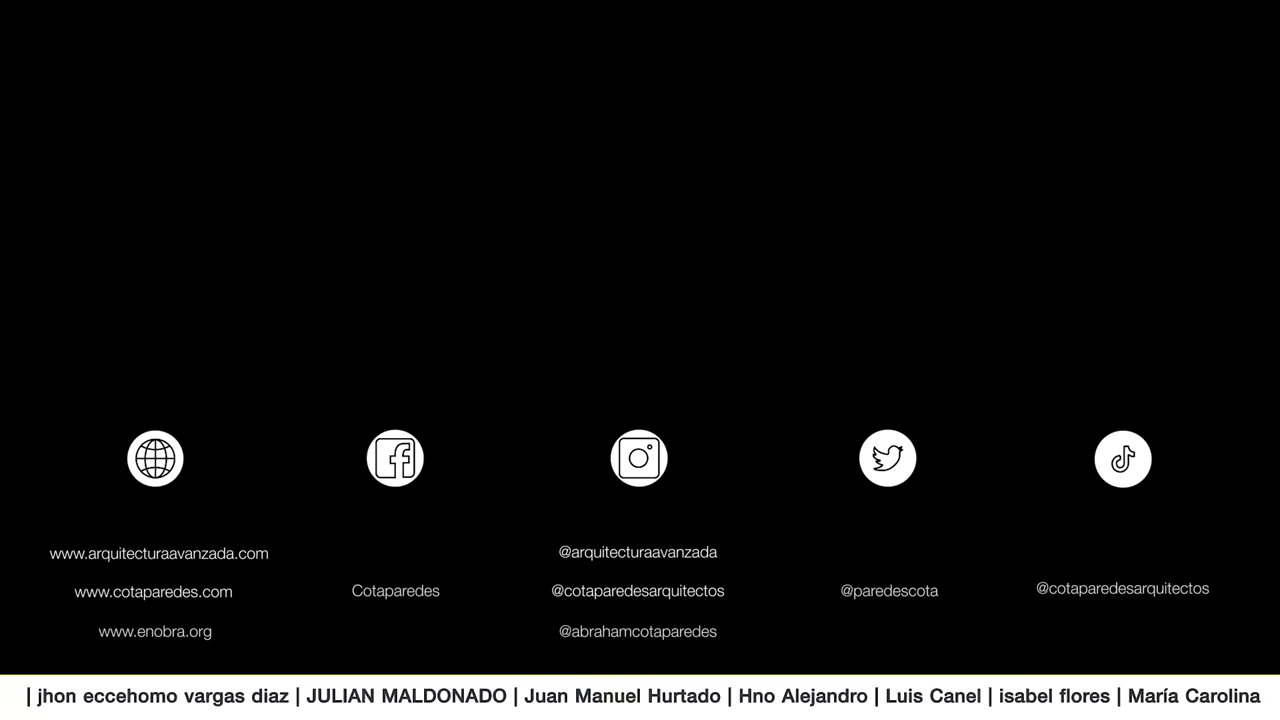 www.arquitecturaavanzada.com
www.cotaparedes.com
www.enobra.org
Cotaparedes
@arquitecturaavanzada
@cotaparedesarquitectos
@abrahamcotaparedes
@paredescota
@cotaparedesarquitectos
| jhon eccehomo vargas diaz | JULIAN MALDONADO | Juan Manuel Hurtado | Hno Alejandro | Luis Canel | isabel flores | María Carolina